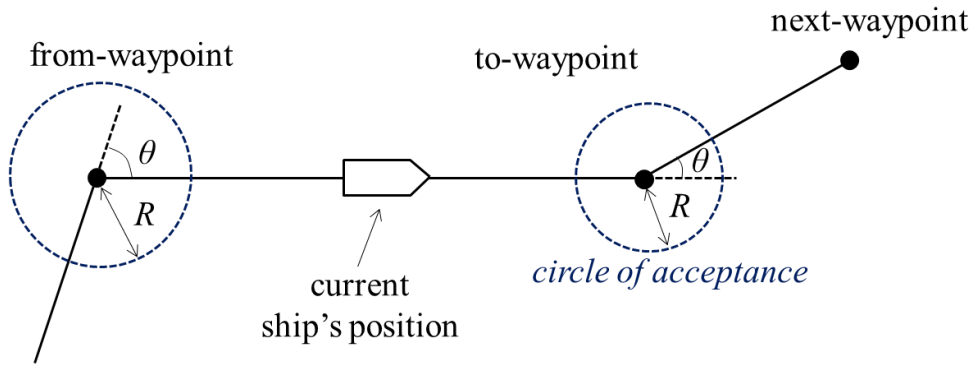 next-waypoint
from-waypoint
to-waypoint
θ
θ
R
R
circle of acceptance
current
ship's position